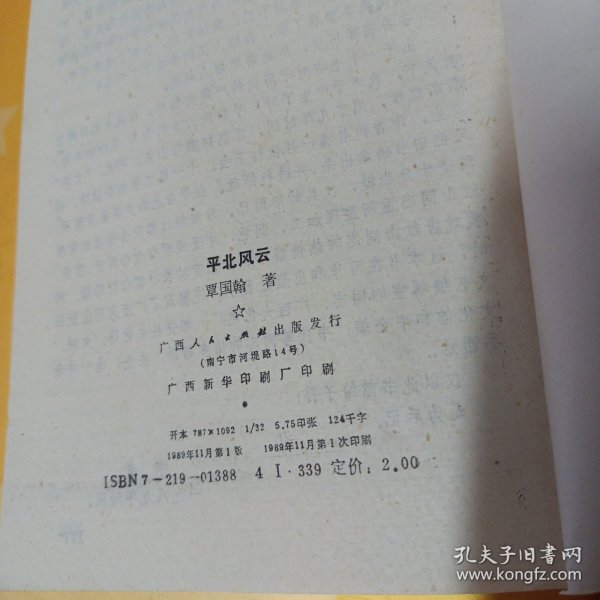 平北风云
覃国翰 著
☆
广西人民出版社出版发行
(南宁市河堤路14号)
广西新华印刷厂印刷
*
开本 787×1092 1/32 5.75印张 124千字
1989年11月第1版 1989年11月第1次印刷
ISBN7-219-01388 4 I·339 定价:2.00
孔夫子旧书网
www.kongfz.com